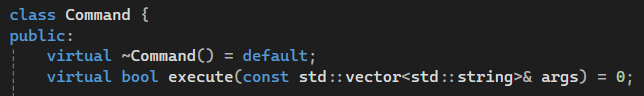 class Command {
public:
    virtual ~Command() = default;
    virtual bool execute(const std::vector<std::string>& args) = 0;